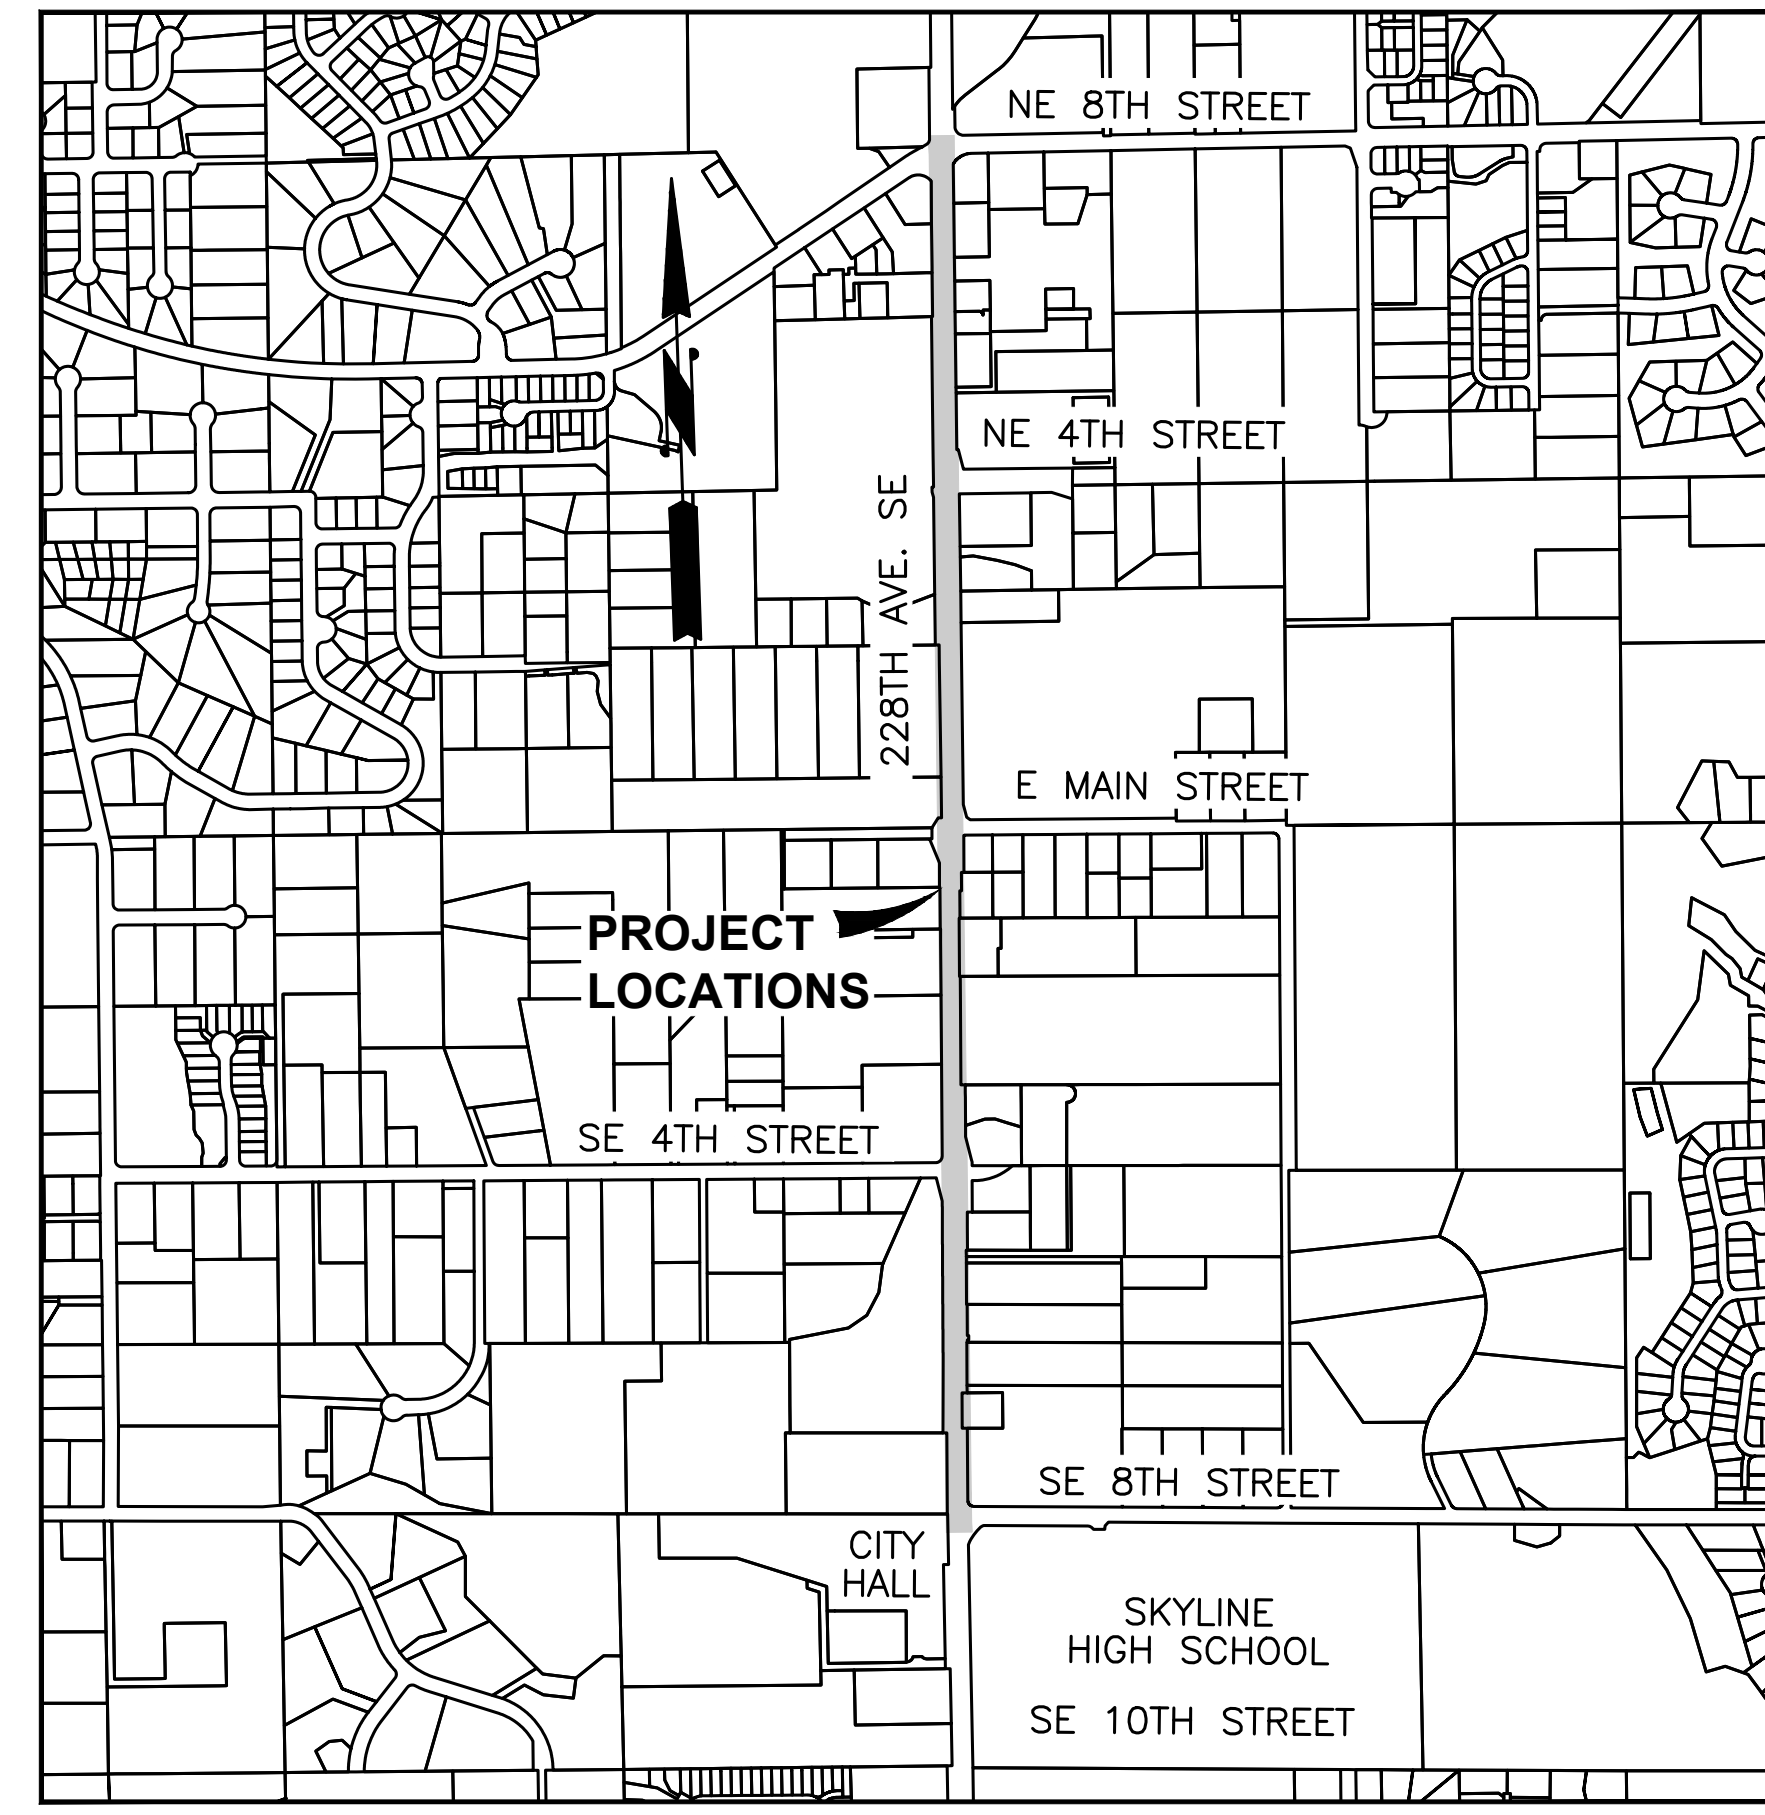 NE 8TH STREET
NE 4TH STREET
228TH AVE. SE
E MAIN STREET
PROJECT
LOCATIONS
SE 4TH STREET
SE 8TH STREET
CITY
HALL
SKYLINE
HIGH SCHOOL
SE 10TH STREET
N